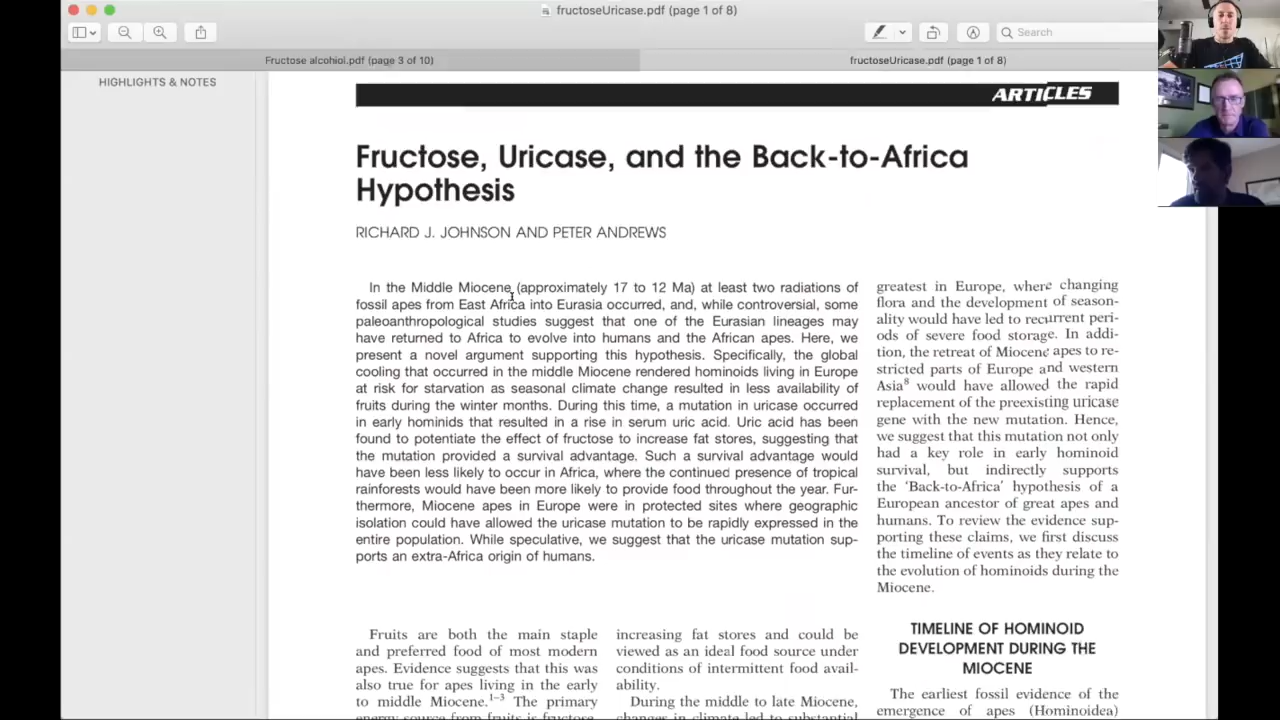 fructoseUricase.pdf (page 1 of 8)
Search
Fructose alcohiol.pdf (page 3 of 10)
fructoseUricase.pdf (page 1 of 8)
HIGHLIGHTS & NOTES
ARTICLES
Fructose, Uricase, and the Back-to-Africa
Hypothesis
RICHARD J. JOHNSON AND PETER ANDREWS
In the Middle Miocene (approximately 17 to 12 Ma) at least two radiations of
fossil apes from East Africa into Eurasia occurred, and, while controversial, some
paleoanthropological studies suggest that one of the Eurasian lineages may
have returned to Africa to evolve into humans and the African apes. Here, we
present a novel argument supporting this hypothesis. Specifically, the global
cooling that occurred in the middle Miocene rendered hominoids living in Europe
at risk for starvation as seasonal climate change resulted in less availability of
fruits during the winter months. During this time, a mutation in uricase occurred
in early hominids that resulted in a rise in serum uric acid. Uric acid has been
found to potentiate the effect of fructose to increase fat stores, suggesting that
the mutation provided a survival advantage. Such a survival advantage would
have been less likely to occur in Africa, where the continued presence of tropical
rainforests would have been more likely to provide food throughout the year. Fur-
thermore, Miocene apes in Europe were in protected sites where geographic
isolation could have allowed the uricase mutation to be rapidly expressed in the
entire population. While speculative, we suggest that the uricase mutation sup-
ports an extra-Africa origin of humans.
Fruits are both the main staple
and preferred food of most modern
apes. Evidence suggests that this was
also true for apes living in the early
to middle Miocene.1–3 The primary
energy source from fruits is fructose,
increasing fat stores and could be
viewed as an ideal food source under
conditions of intermittent food avail-
ability.
During the middle to late Miocene,
changes in climate led to substantial
greatest in Europe, where changing
flora and the development of season-
ality would have led to recurrent peri-
ods of severe food storage. In addi-
tion, the retreat of Miocene apes to re-
stricted parts of Europe and western
Asia8 would have allowed the rapid
replacement of the preexisting uricase
gene with the new mutation. Hence,
we suggest that this mutation not only
had a key role in early hominoid
survival, but indirectly supports
the 'Back-to-Africa' hypothesis of a
European ancestor of great apes and
humans. To review the evidence sup-
porting these claims, we first discuss
the timeline of events as they relate to
the evolution of hominoids during the
Miocene.
TIMELINE OF HOMINOID
DEVELOPMENT DURING THE
MIOCENE
The earliest fossil evidence of the
emergence of apes (Hominoidea)